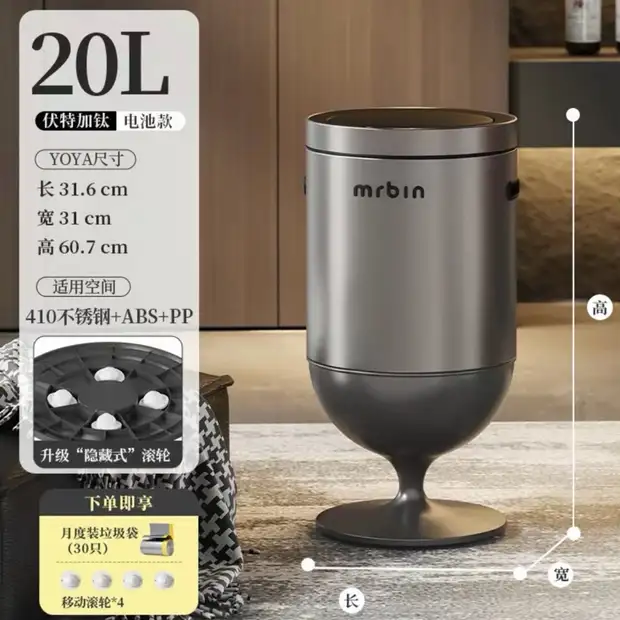 20L
伏特加钛 电池款
YOYA尺寸
长 31.6 cm
宽 31 cm
高 60.7 cm
适用空间
410不锈钢+ABS+PP
升级“隐藏式”滚轮
下单即享
月度装垃圾袋
（30只）
移动滚轮*4
mrbin
高
宽
长